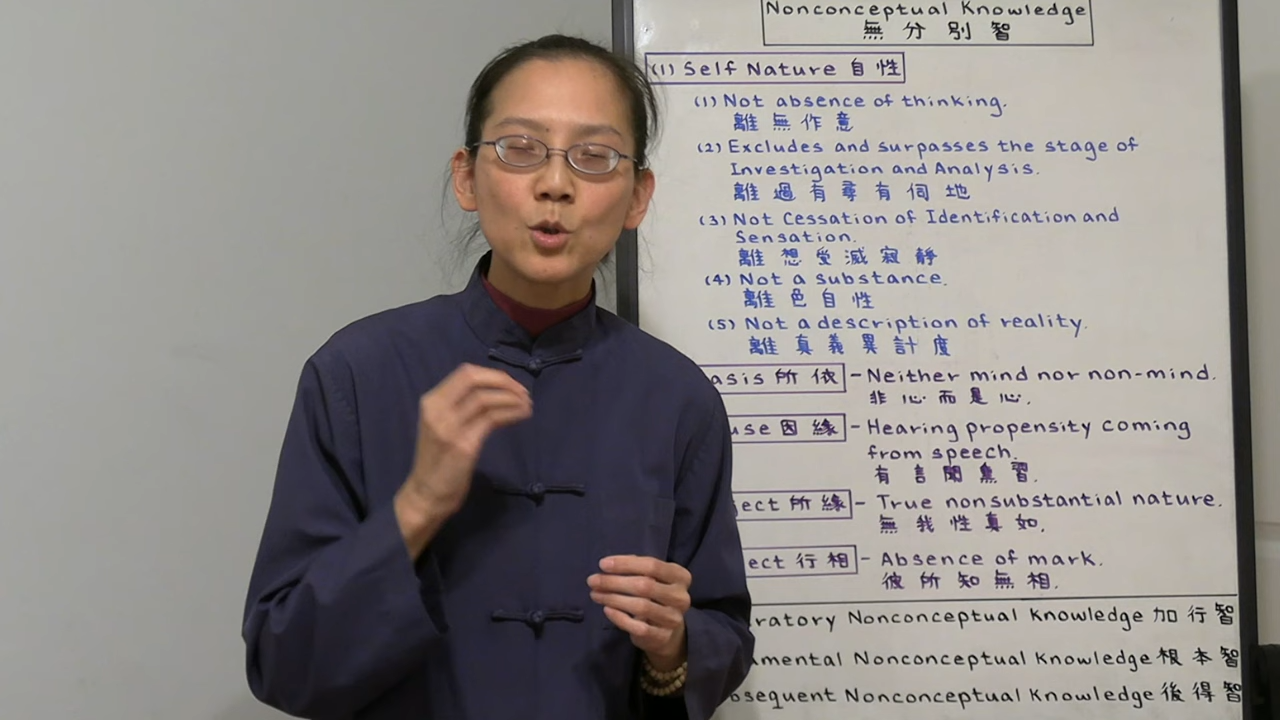 Nonconceptual Knowledge
無分別智
(1) Self Nature 自性
(1) Not absence of thinking.
離無作意
(2) Excludes and surpasses the stage of
Investigation and Analysis.
離過有尋有伺地
(3) Not Cessation of Identification and
Sensation.
離想受滅寂靜
(4) Not a substance.
離色自性
(5) Not a description of reality.
離真義異計度
asis 所依 - Neither mind nor non-mind.
非心而是心.
use 因緣 - Hearing propensity coming
from speech.
有言聞熏習.
ject 所緣 - True nonsubstantial nature.
無我性真如.
ect 行相 - Absence of mark.
彼所知無相.
ratory Nonconceptual Knowledge 加行智
mental Nonconceptual Knowledge 根本智
bsequent Nonconceptual Knowledge 後得智